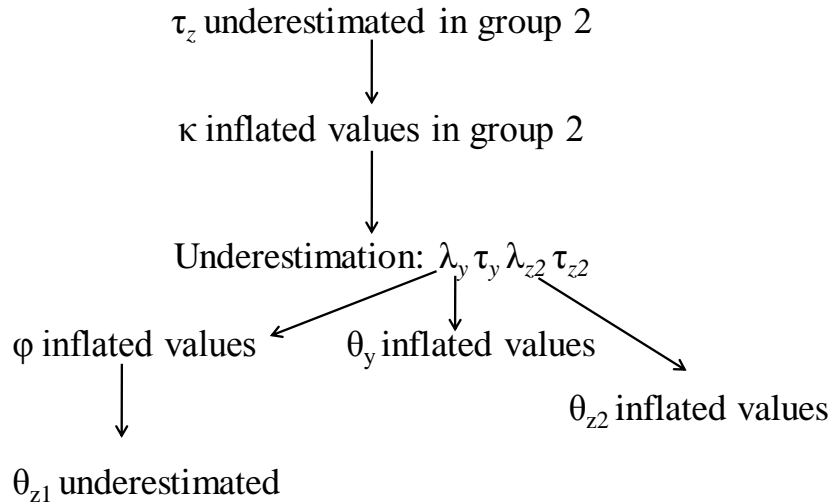 τz underestimated in group 2
κ inflated values in group 2
Underestimation: λy τy λz2 τz2
φ inflated values
θy inflated values
θz2 inflated values
θz1 underestimated